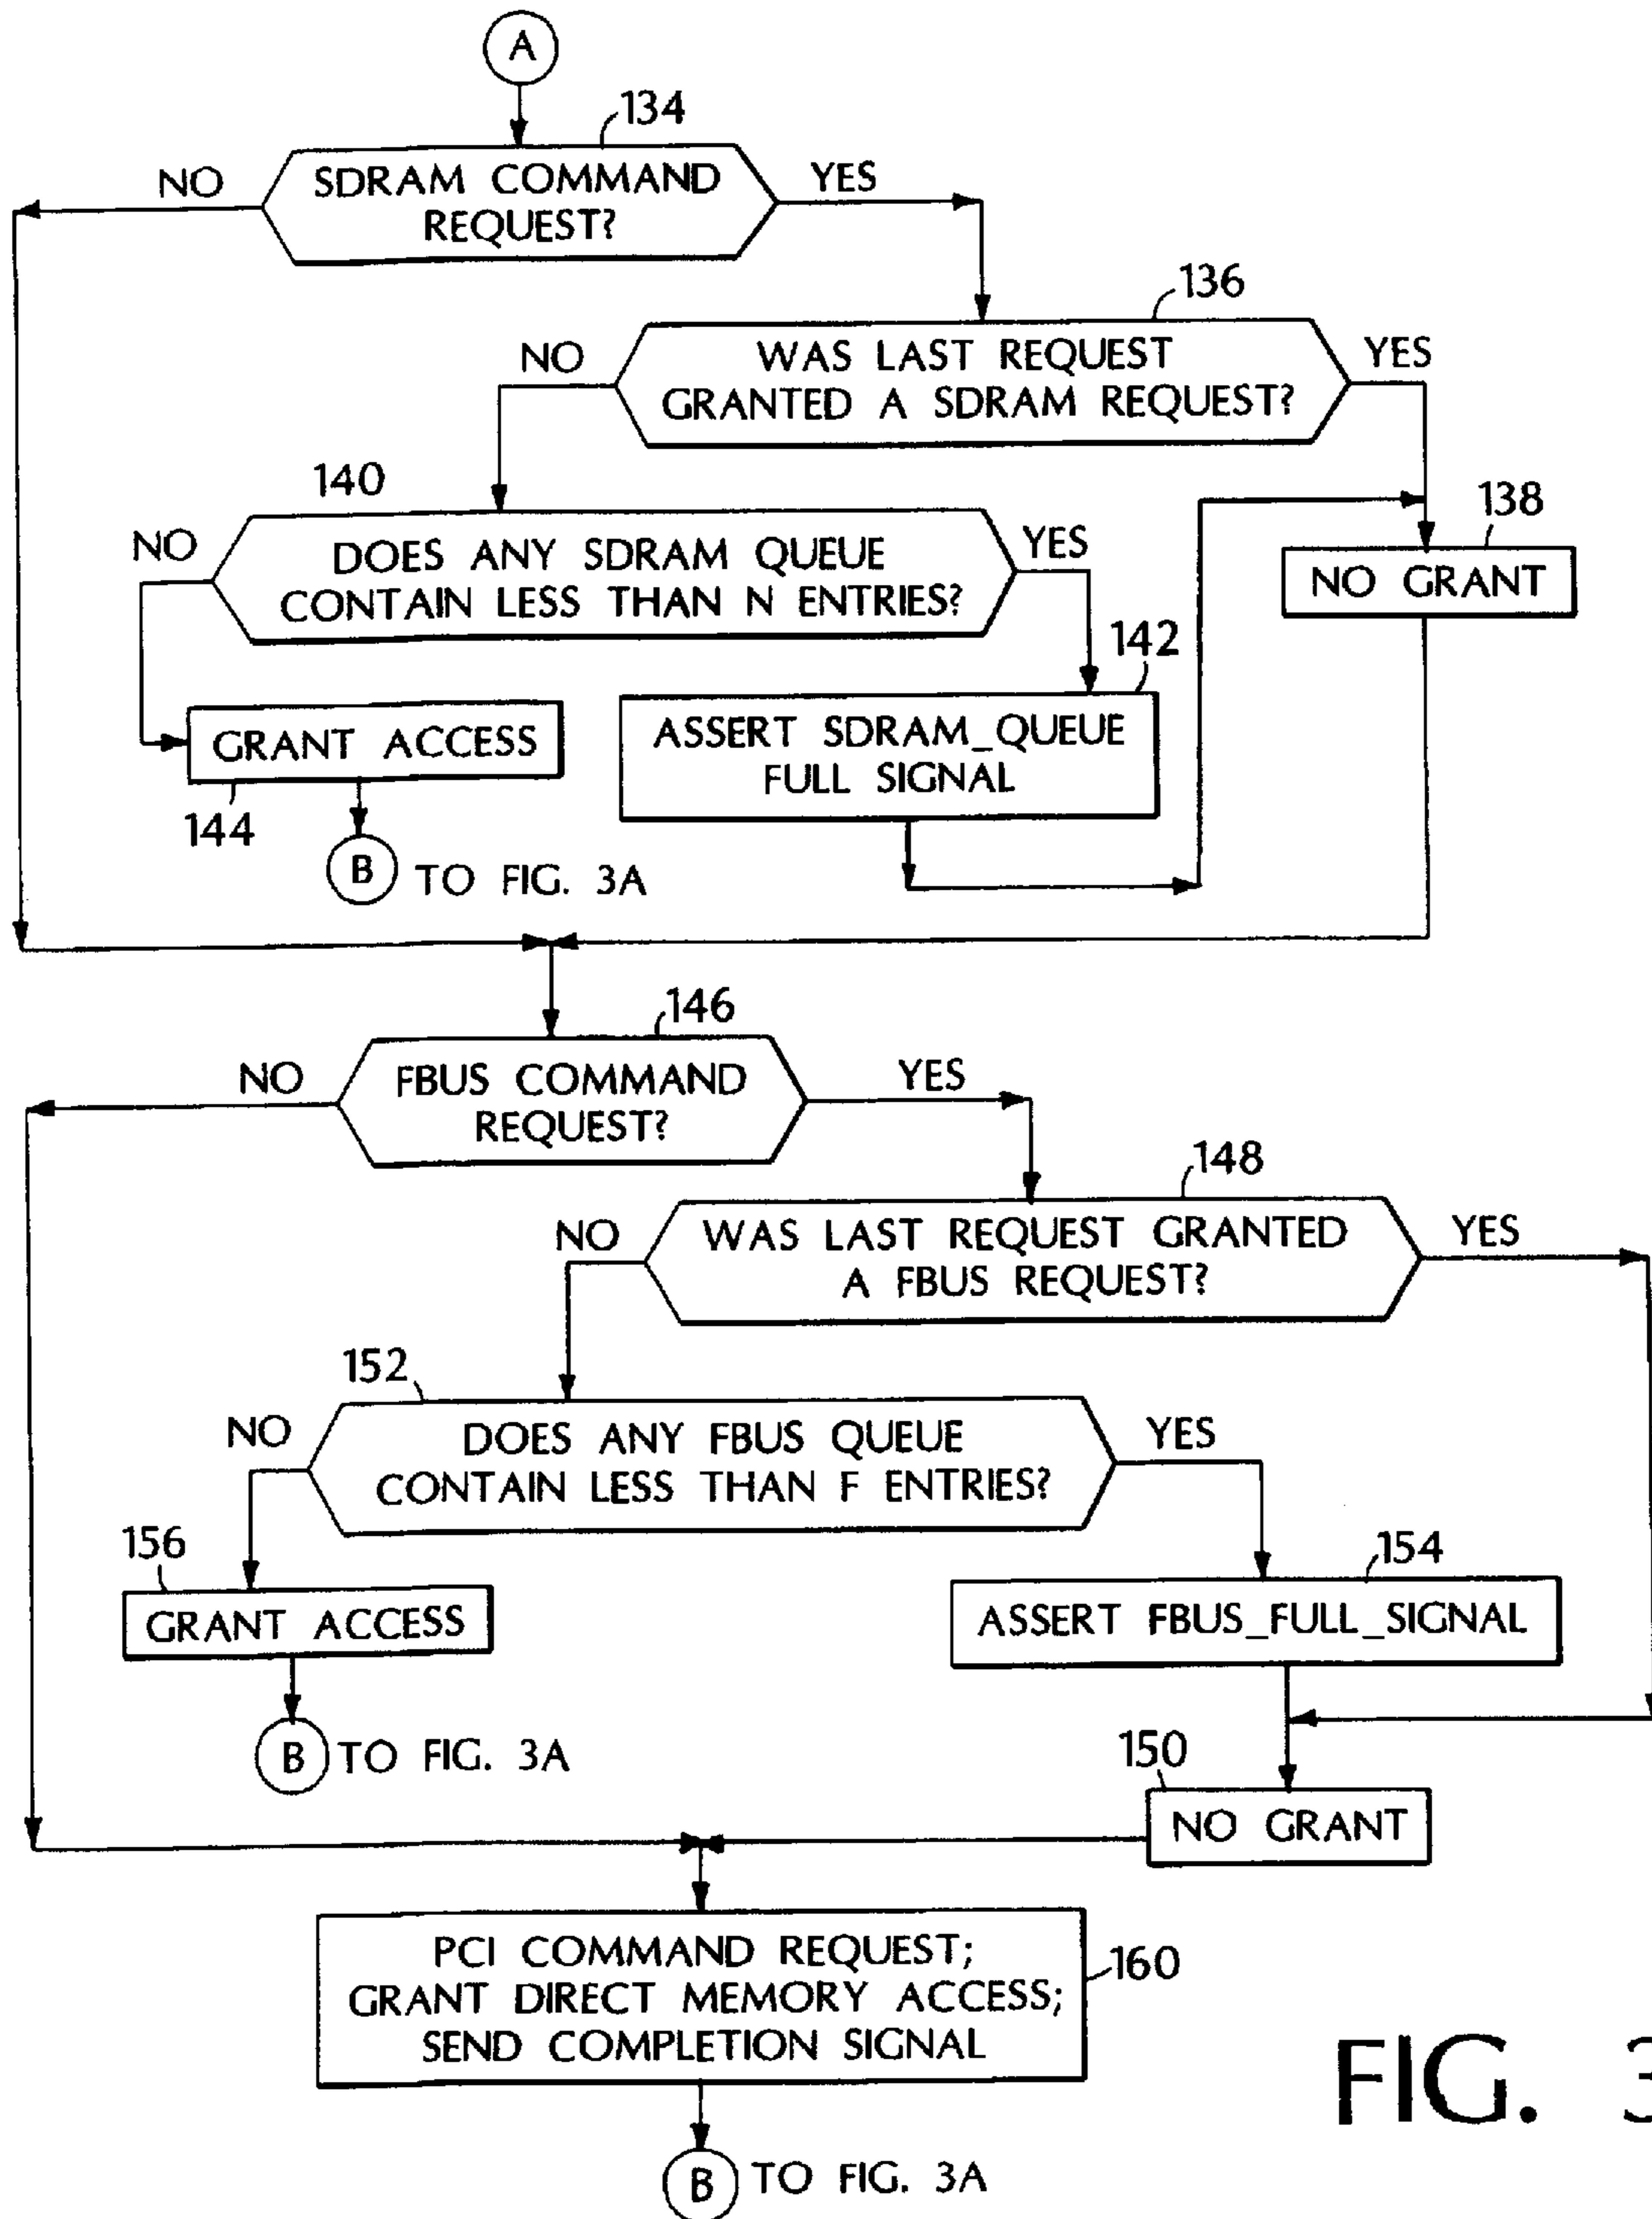 A
134
NO
SDRAM COMMAND
REQUEST?
YES
136
NO
WAS LAST REQUEST
GRANTED A SDRAM REQUEST?
YES
140
138
NO
DOES ANY SDRAM QUEUE
CONTAIN LESS THAN N ENTRIES?
YES
NO GRANT
142
GRANT ACCESS
ASSERT SDRAM_QUEUE
FULL SIGNAL
144
B TO FIG. 3A
146
NO
FBUS COMMAND
REQUEST?
YES
148
NO
WAS LAST REQUEST GRANTED
A FBUS REQUEST?
YES
152
NO
DOES ANY FBUS QUEUE
CONTAIN LESS THAN F ENTRIES?
YES
156
154
GRANT ACCESS
ASSERT FBUS_FULL_SIGNAL
B TO FIG. 3A
150
NO GRANT
PCI COMMAND REQUEST;
GRANT DIRECT MEMORY ACCESS;
SEND COMPLETION SIGNAL
160
FIG. 3
B TO FIG. 3A